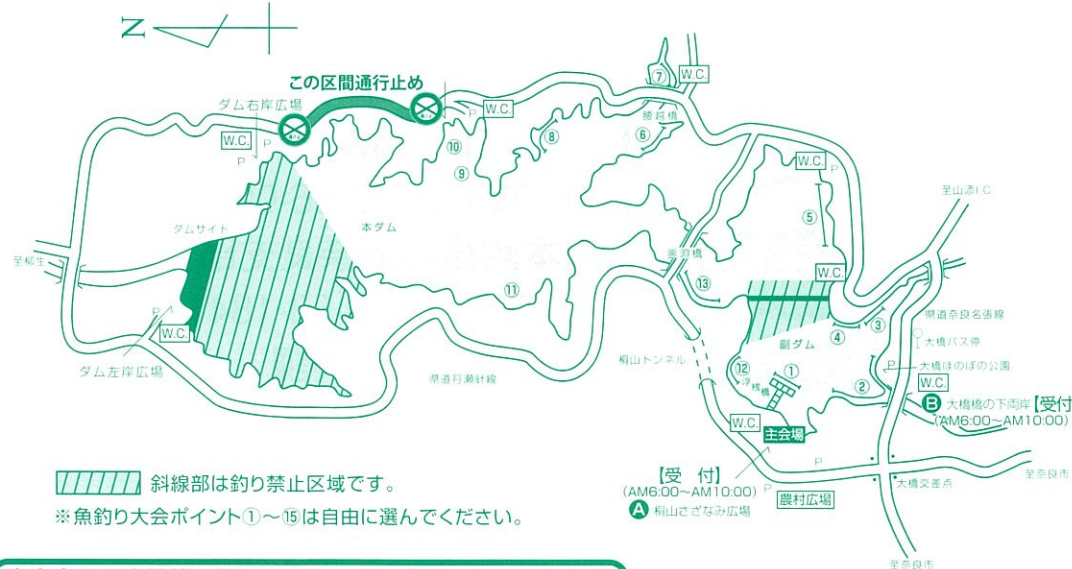 N
この区間通行止め
ダム右岸広場
W.C.
P
P
W.C.
⑦
W.C.
腰越橋
⑩
⑨
⑧
⑥
W.C.
P
⑤
至山添I.C
本ダム
ダムサイト
至柳生
釜淵橋
W.C.
⑬
⑪
県道奈良名張線
③
④
大橋バス停
副ダム
P
W.C.
ダム左岸広場
県道月瀬針線
桐山トンネル
⑫
①
浮桟橋
②
P
大橋ほのぼの公園
W.C.
B 大橋橋の下両岸【受付】
(AM6:00~AM10:00)
W.C.
主会場
P
【受 付】
(AM6:00~AM10:00)
P
A 桐山さざなみ広場
農村広場
大橋交差点
至奈良市
至奈良市
斜線部は釣り禁止区域です。
※魚釣り大会ポイント①~⑮は自由に選んでください。